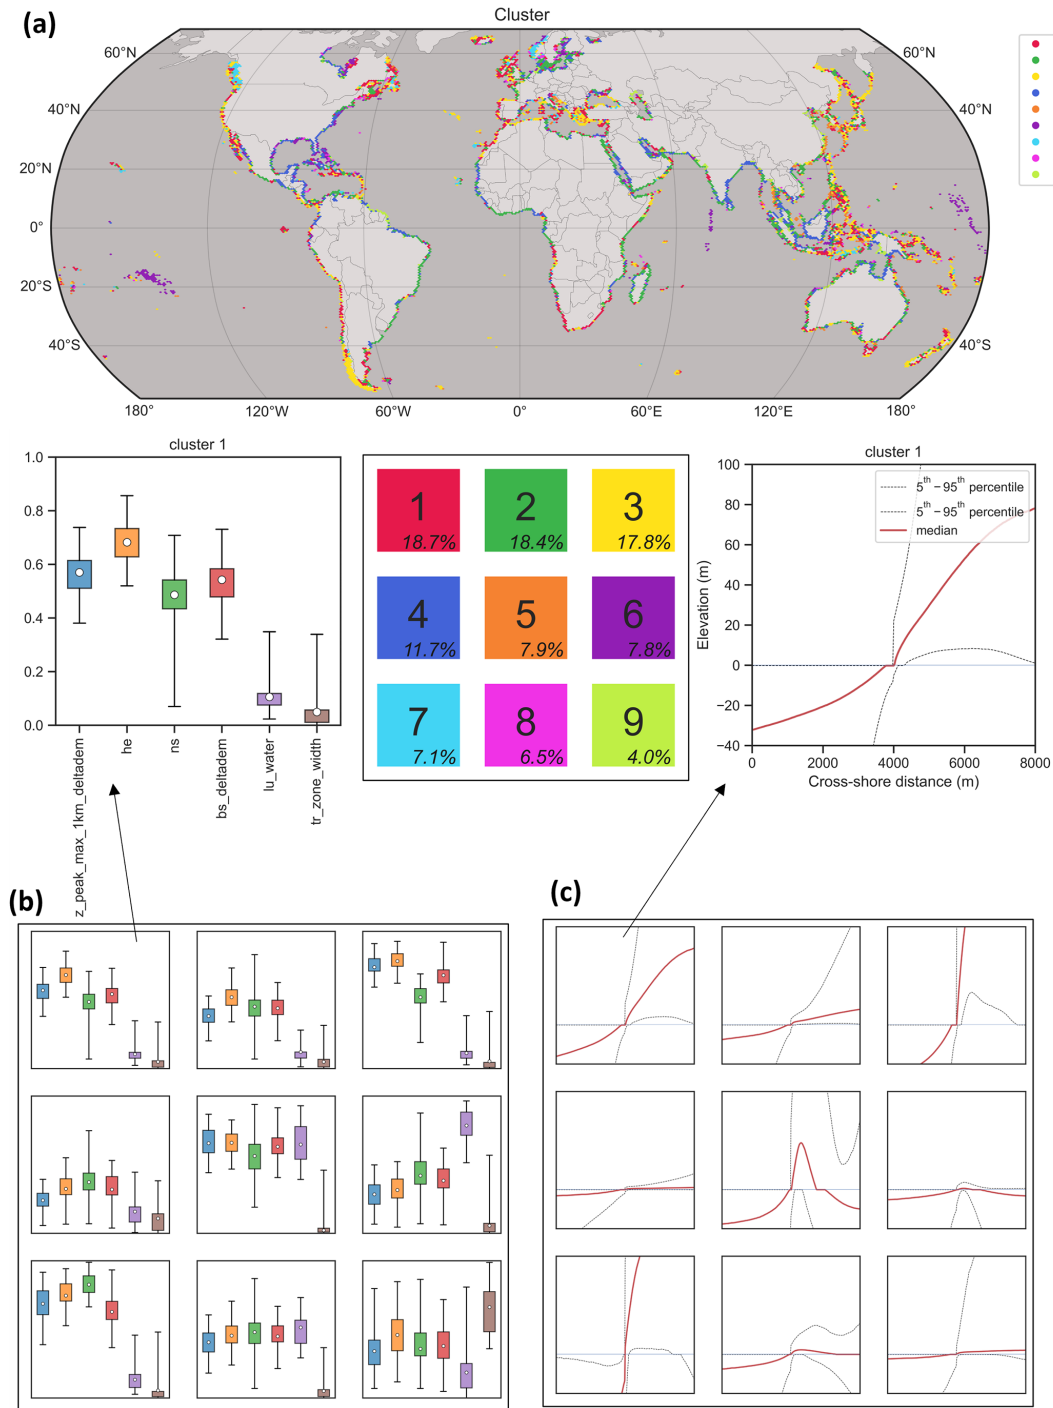 (a)
Cluster
60°N
60°N
40°N
40°N
20°N
20°N
0°
0°
20°S
20°S
40°S
40°S
180°
120°W
60°W
0°
60°E
120°E
180°
cluster 1
1.0
0.8
0.6
0.4
0.2
0.0
z_peak_max_1km_deltadem
he
ns
bs_deltadem
lu_water
tr_zone_width
1
18.7%
2
18.4%
3
17.8%
4
11.7%
5
7.9%
6
7.8%
7
7.1%
8
6.5%
9
4.0%
cluster 1
100
80
60
40
20
0
−20
−40
Elevation (m)
5th − 95th percentile
5th − 95th percentile
median
0
2000
4000
6000
8000
Cross-shore distance (m)
(b)
(c)